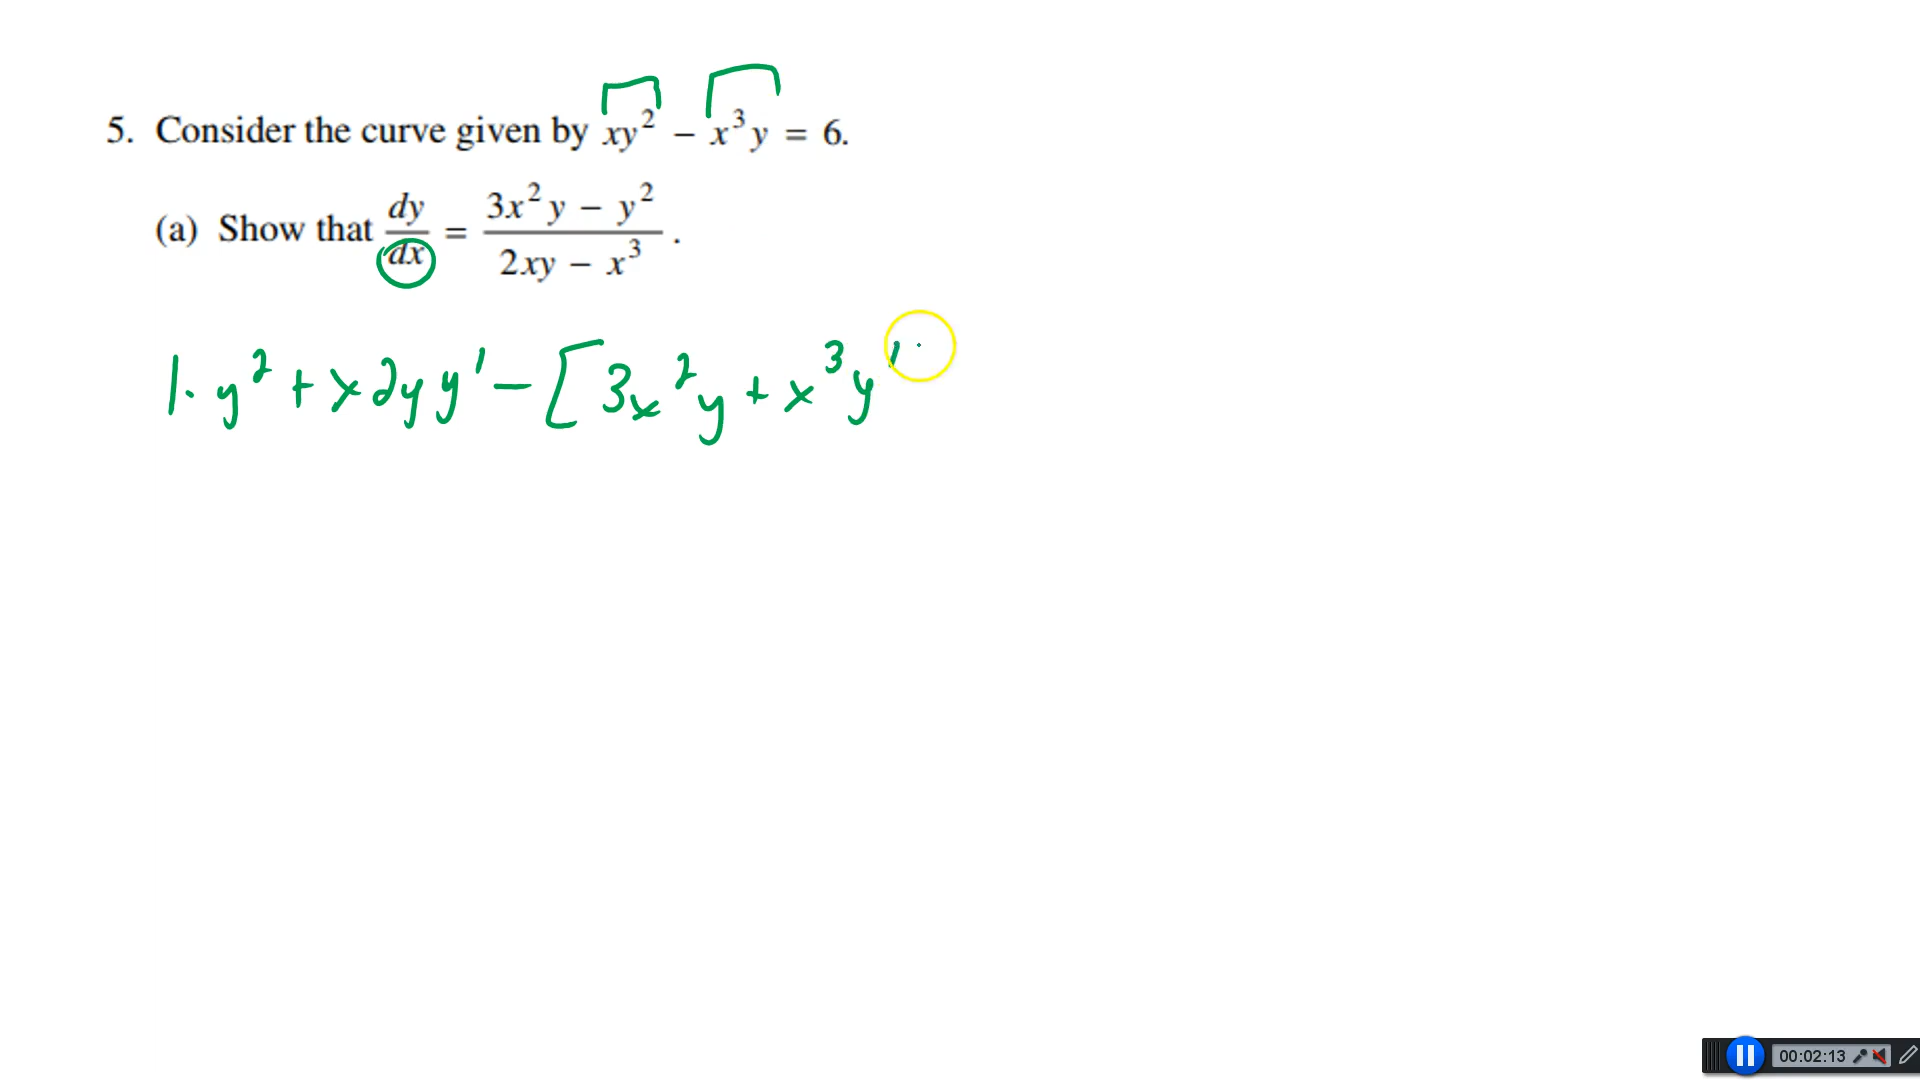 5. Consider the curve given by xy² − x³y = 6.
(a) Show that dy/dx = (3x²y − y²)/(2xy − x³).
1·y² + x2yy' − [3x²y + x³y'
00:02:13